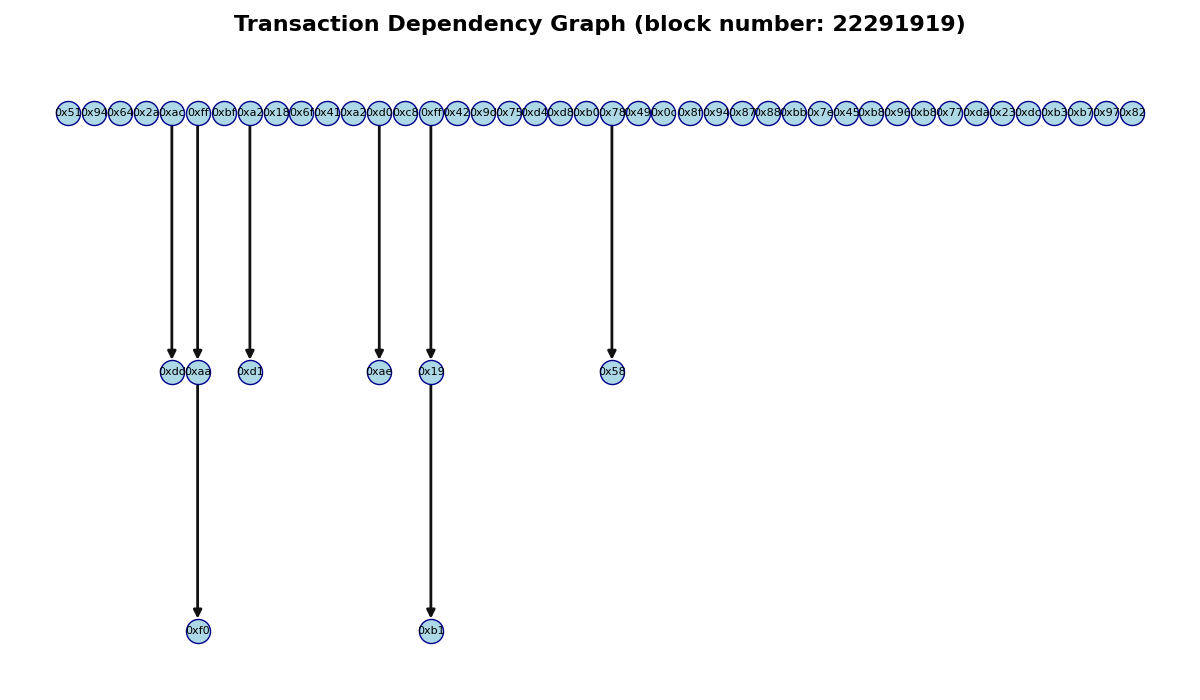 Transaction Dependency Graph (block number: 22291919)
0x51 0x94 0x64 0x2a 0xac 0xff 0xbf 0xa2 0x18 0x6f 0x41 0xa2 0xd0 0xc8 0xff 0x42 0x9d 0x75 0xd4 0xd8 0xb0 0x78 0x49 0x0c 0x8f 0x94 0x87 0x88 0xbb 0x7e 0x45 0xb8 0x96 0xb8 0x77 0xda 0x23 0xdc 0xb3 0xb7 0x97 0x82
0xaa 0xd1 0xae 0x19 0x58
0xf0 0xb1